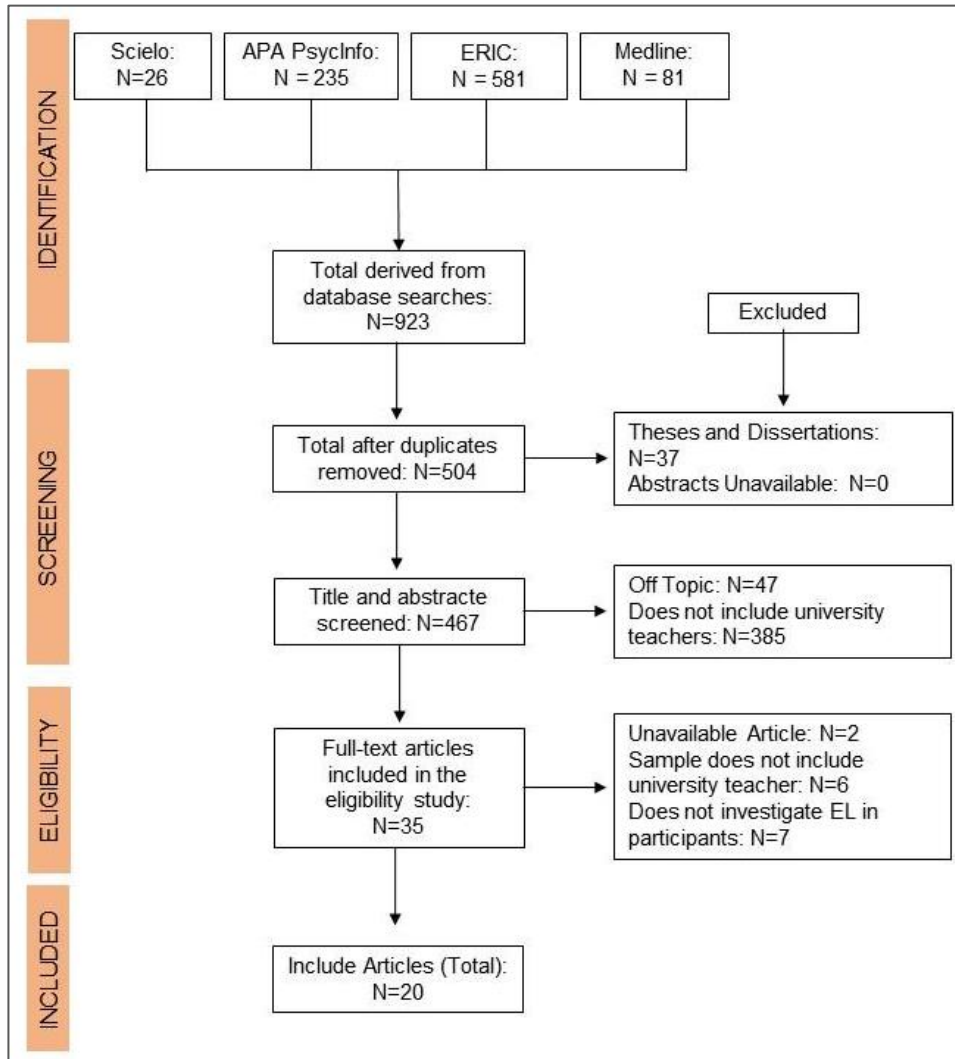 IDENTIFICATION
Scielo:
N=26
APA PsycInfo:
N = 235
ERIC:
N = 581
Medline:
N = 81
Total derived from
database searches:
N=923
Excluded
SCREENING
Total after duplicates
removed: N=504
Theses and Dissertations:
N=37
Abstracts Unavailable: N=0
Title and abstracte
screened: N=467
Off Topic: N=47
Does not include university
teachers: N=385
ELIGIBILITY
Full-text articles
included in the
eligibility study:
N=35
Unavailable Article: N=2
Sample does not include
university teacher: N=6
Does not investigate EL in
participants: N=7
INCLUDED
Include Articles (Total):
N=20